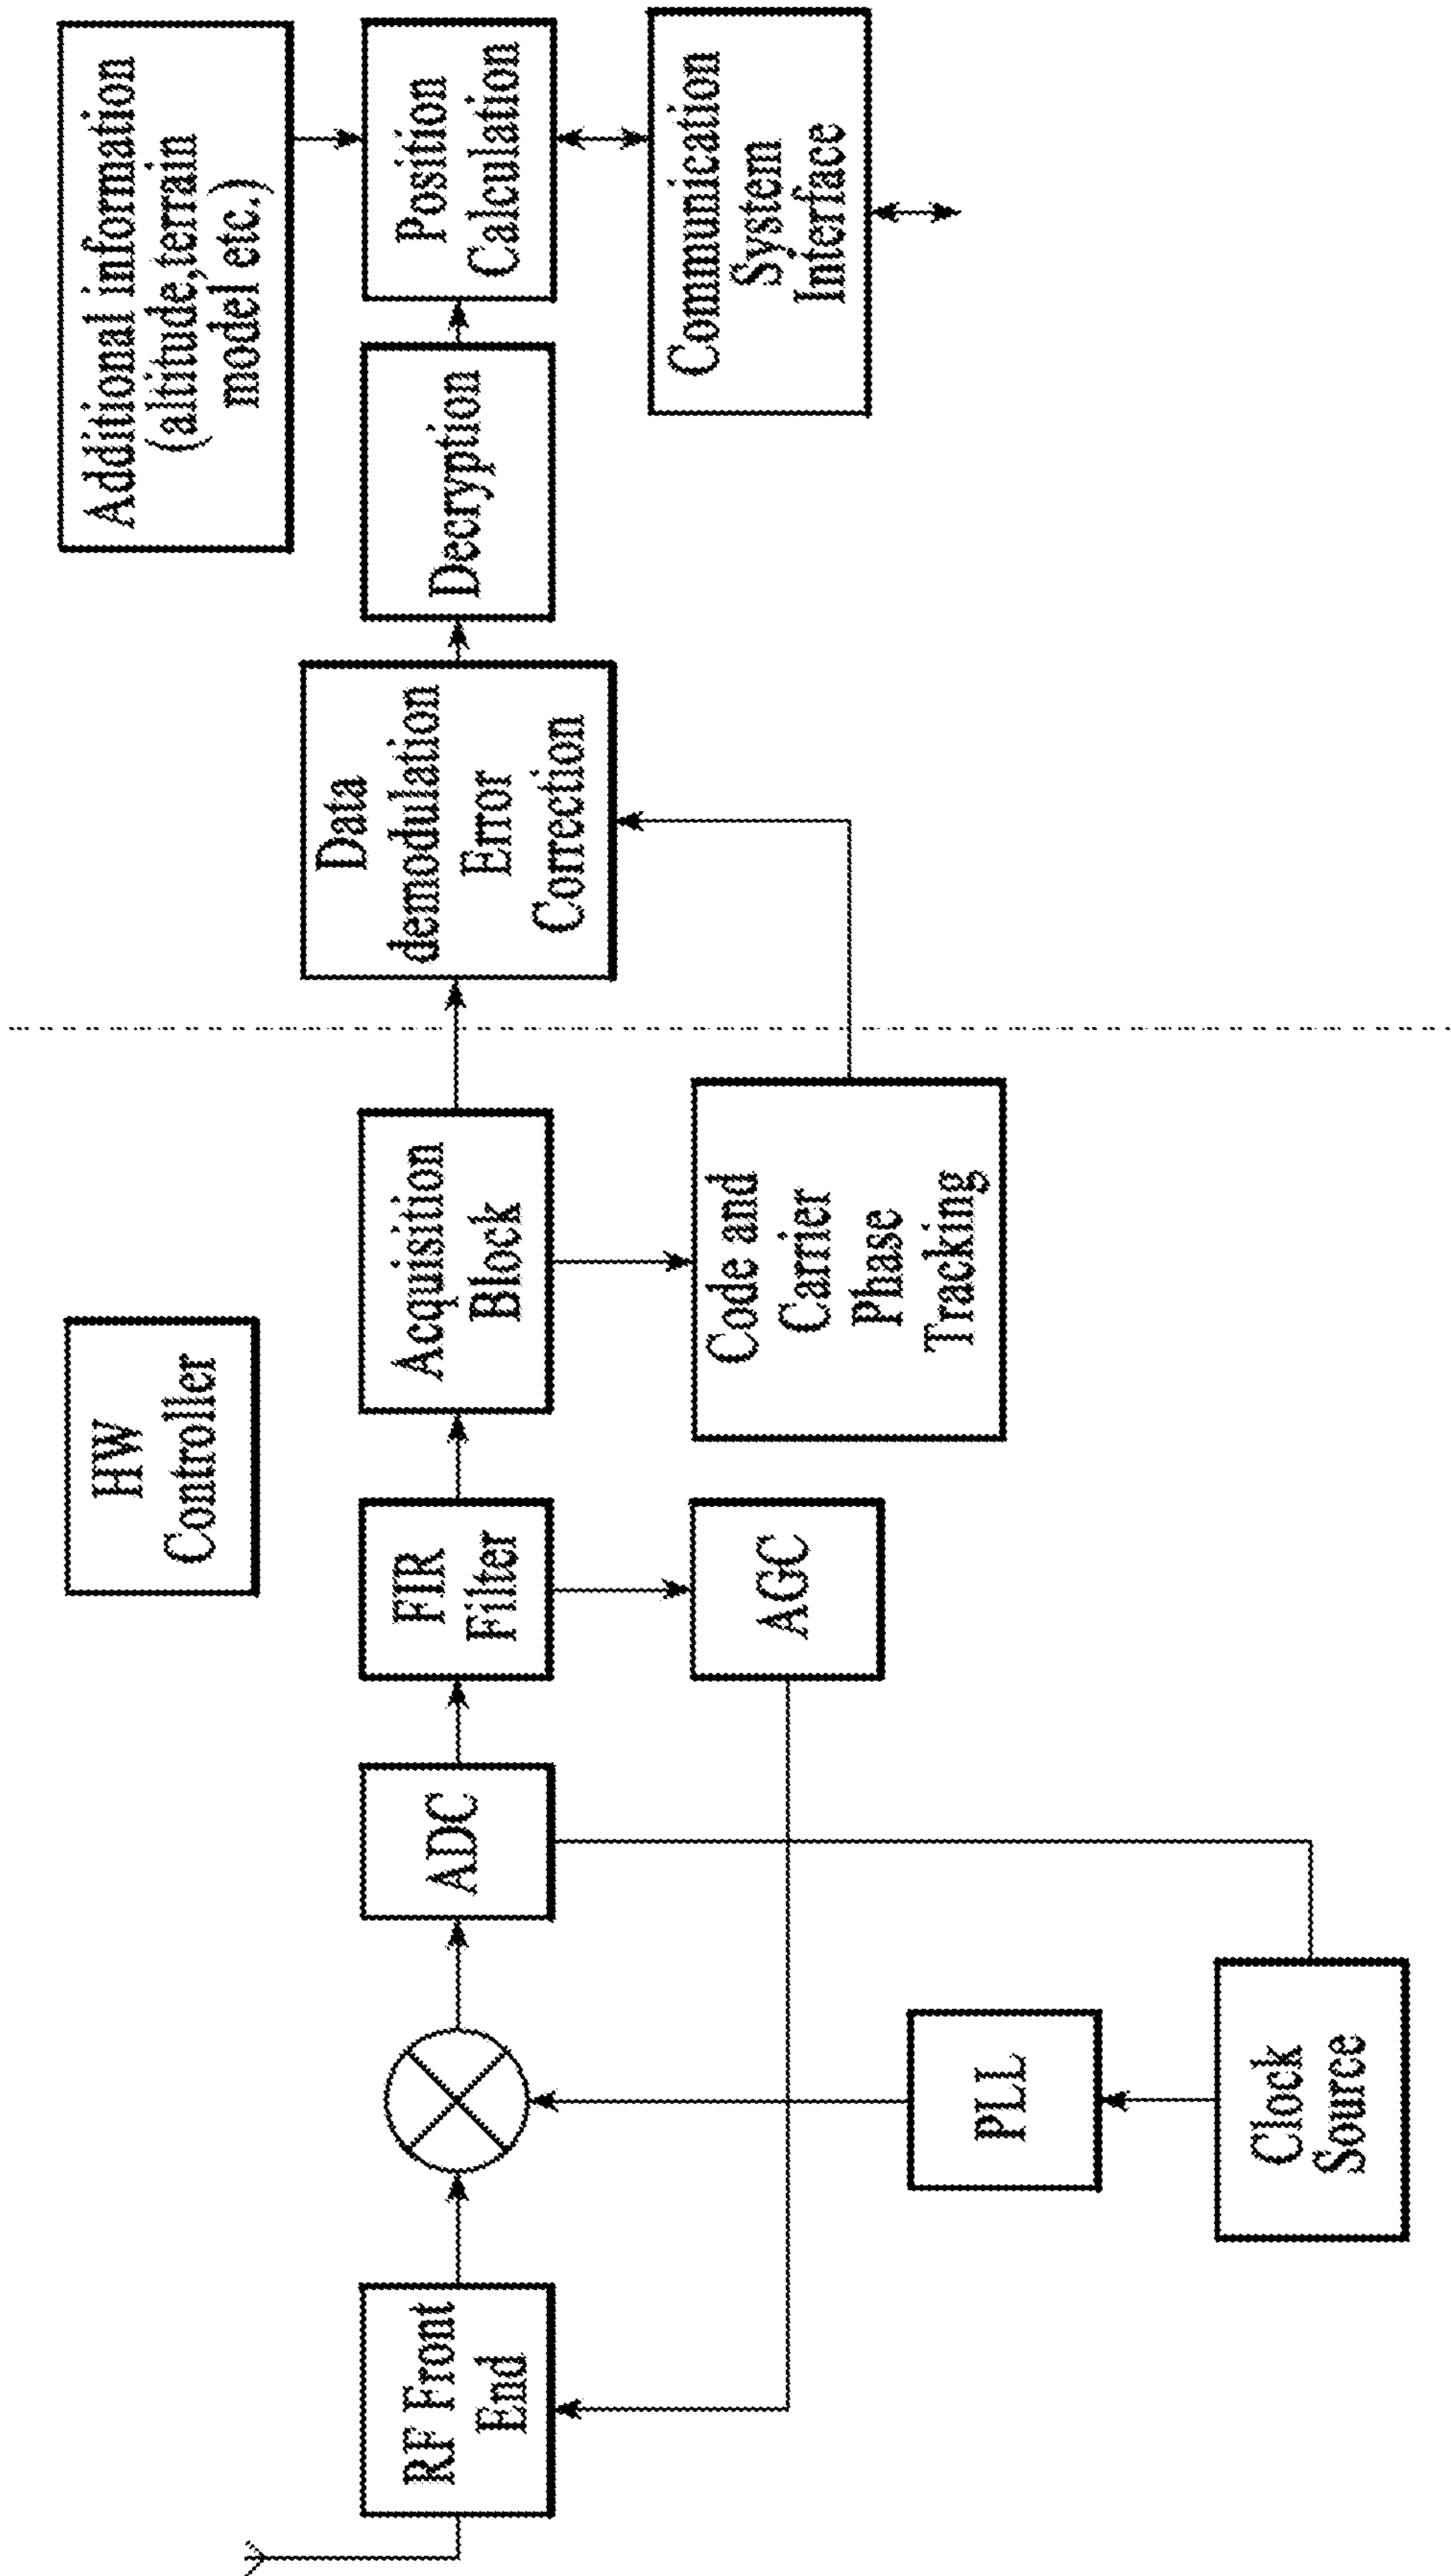 HW
Controller
Additional information
(altitude,terrain
model etc.)
RF Front
End
ADC
FIR
Filter
Acquisition
Block
Data
demodulation
Error
Correction
Decryption
Position
Calculation
AGC
Code and
Carrier
Phase
Tracking
Communication
System
Interface
PLL
Clock
Source